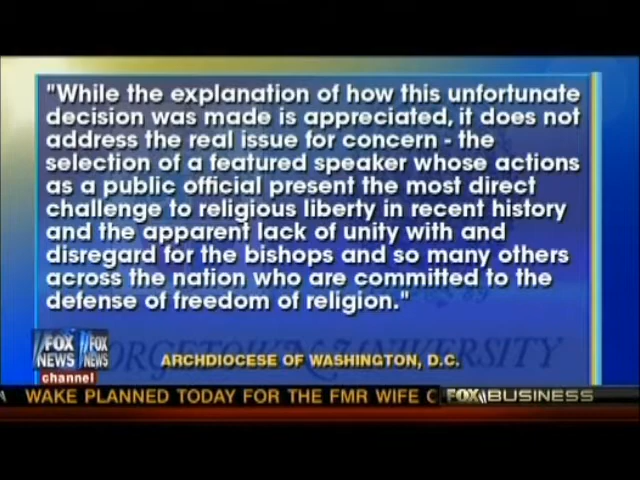 "While the explanation of how this unfortunate
decision was made is appreciated, it does not
address the real issue for concern - the
selection of a featured speaker whose actions
as a public official present the most direct
challenge to religious liberty in recent history
and the apparent lack of unity with and
disregard for the bishops and so many others
across the nation who are committed to the
defense of freedom of religion."
FOX NEWS channel
FOX NEWS
GEORGETOWN UNIVERSITY
ARCHDIOCESE OF WASHINGTON, D.C.
WAKE PLANNED TODAY FOR THE FMR WIFE
FOX BUSINESS